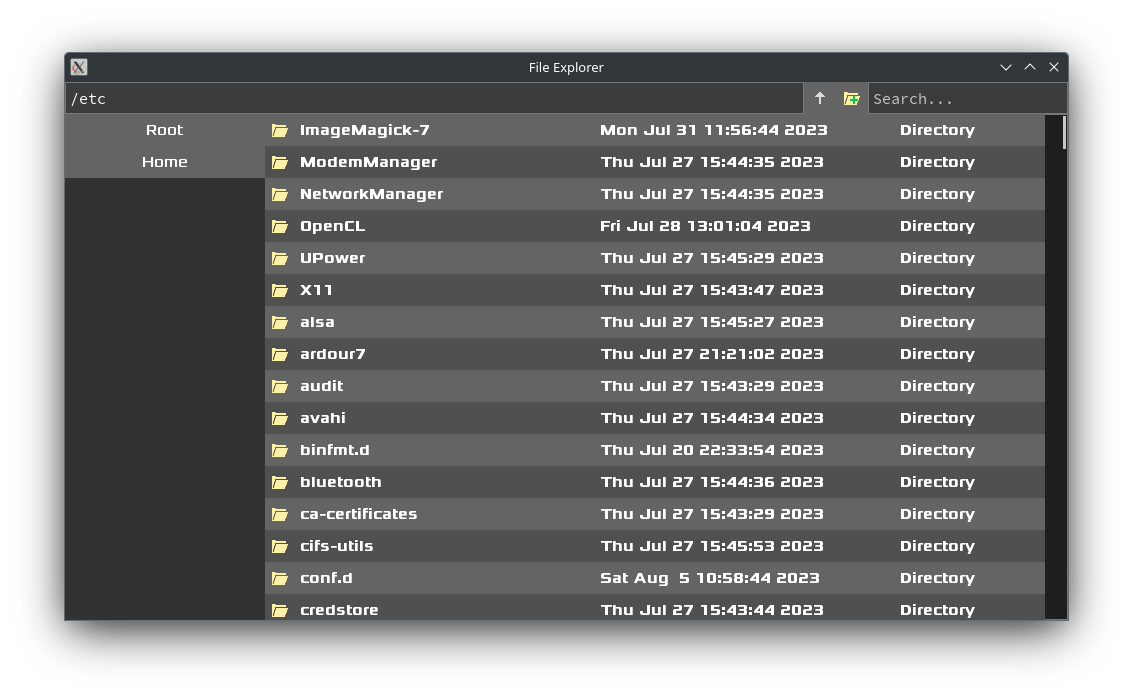 File Explorer
/etc Search...
Root
Home
ImageMagick-7 Mon Jul 31 11:56:44 2023 Directory
ModemManager Thu Jul 27 15:44:35 2023 Directory
NetworkManager Thu Jul 27 15:44:35 2023 Directory
OpenCL Fri Jul 28 13:01:04 2023 Directory
UPower Thu Jul 27 15:45:29 2023 Directory
X11 Thu Jul 27 15:43:47 2023 Directory
alsa Thu Jul 27 15:45:27 2023 Directory
ardour7 Thu Jul 27 21:21:02 2023 Directory
audit Thu Jul 27 15:43:29 2023 Directory
avahi Thu Jul 27 15:44:34 2023 Directory
binfmt.d Thu Jul 20 22:33:54 2023 Directory
bluetooth Thu Jul 27 15:44:36 2023 Directory
ca-certificates Thu Jul 27 15:43:29 2023 Directory
cifs-utils Thu Jul 27 15:45:53 2023 Directory
conf.d Sat Aug  5 10:58:44 2023 Directory
credstore Thu Jul 27 15:43:44 2023 Directory